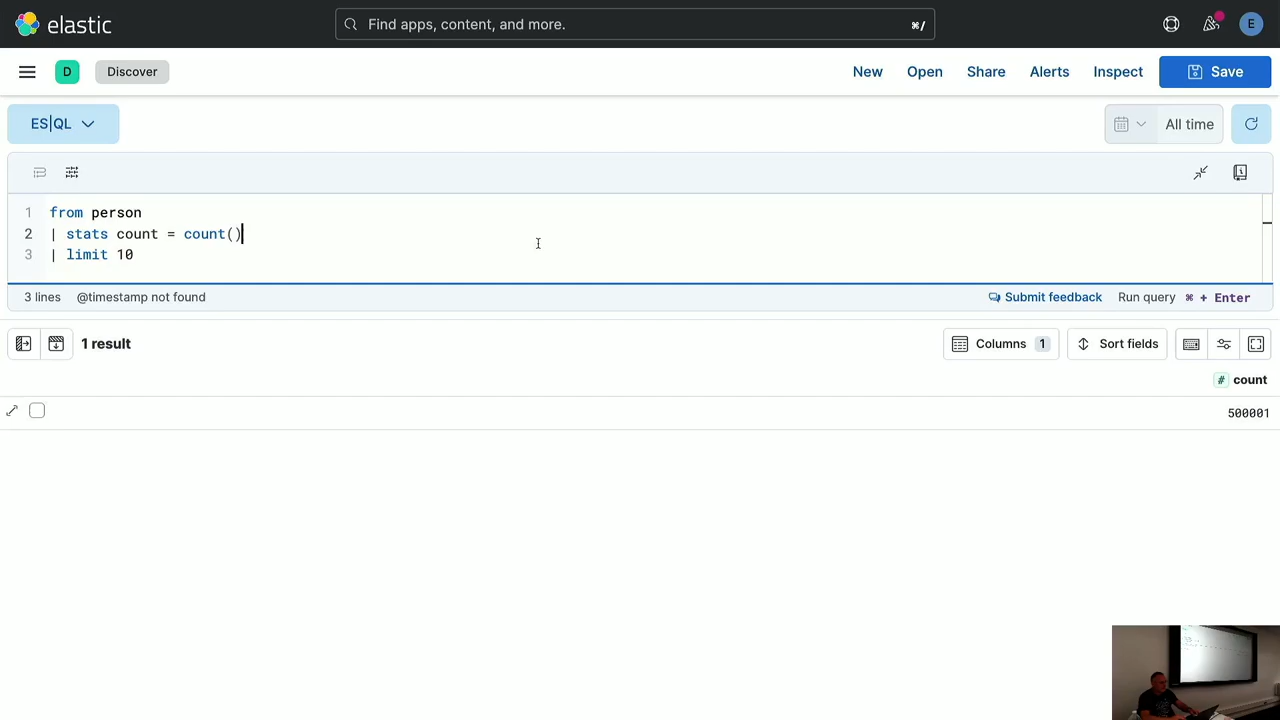 elastic
Find apps, content, and more.
⌘/
E
D
Discover
New
Open
Share
Alerts
Inspect
Save
ES|QL
All time
1 from person
2 | stats count = count()
3 | limit 10
3 lines
@timestamp not found
Submit feedback
Run query ⌘ + Enter
1 result
Columns 1
Sort fields
# count
500001